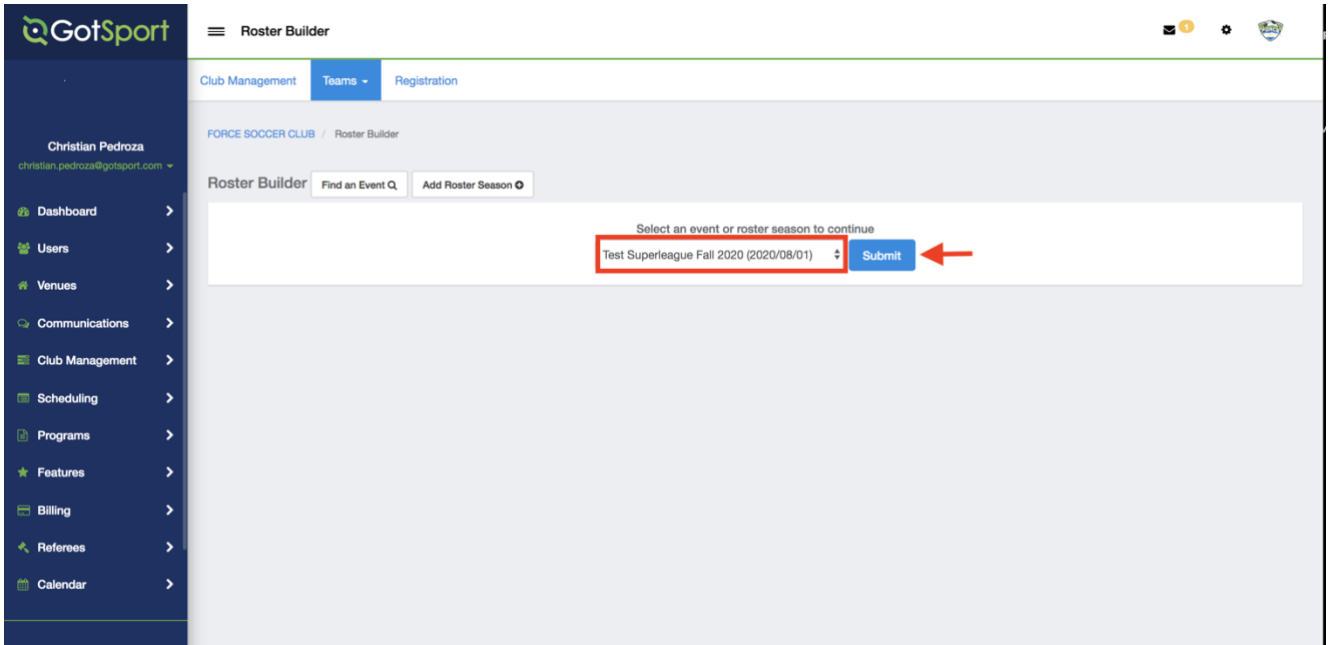 GotSport
Roster Builder
1
Club Management
Teams
Registration
Christian Pedroza
christian.pedroza@gotsport.com
FORCE SOCCER CLUB / Roster Builder
Roster Builder
Find an Event
Add Roster Season
Select an event or roster season to continue
Test Superleague Fall 2020 (2020/08/01)
Submit
Dashboard
Users
Venues
Communications
Club Management
Scheduling
Programs
Features
Billing
Referees
Calendar